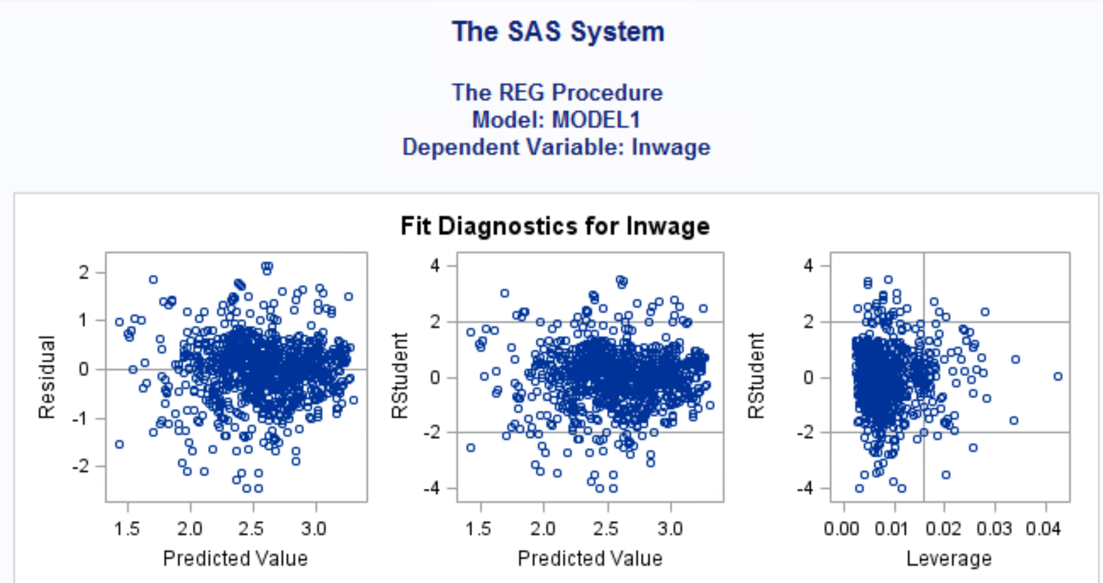 The SAS System
The REG Procedure
Model: MODEL1
Dependent Variable: lnwage
Fit Diagnostics for lnwage
2
1
0
-1
-2
Residual
1.5 2.0 2.5 3.0
Predicted Value
4
2
0
-2
-4
RStudent
1.5 2.0 2.5 3.0
Predicted Value
4
2
0
-2
-4
RStudent
0.00 0.01 0.02 0.03 0.04
Leverage